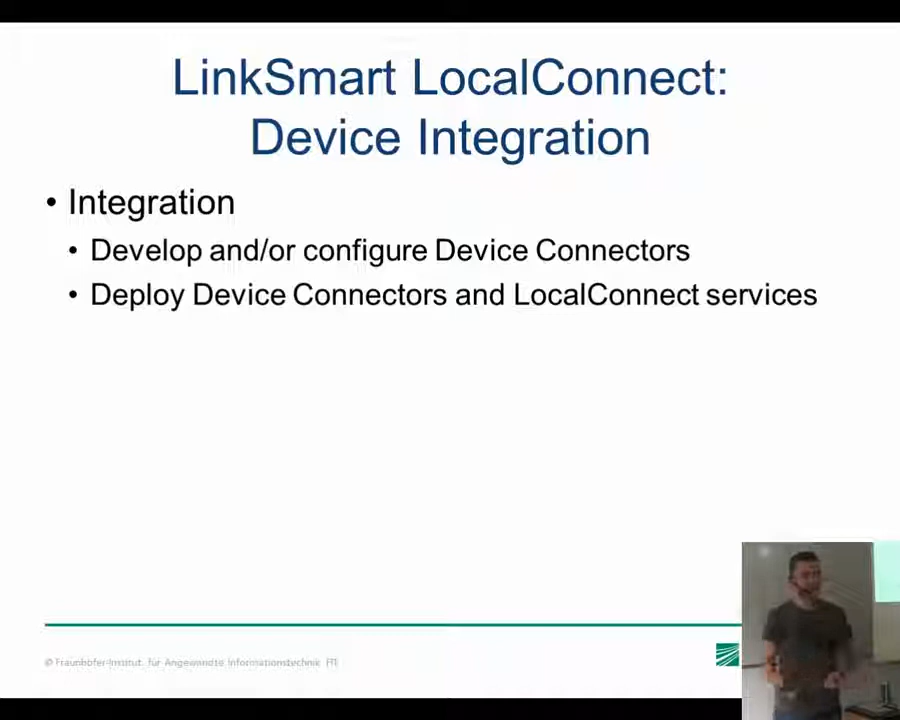 LinkSmart LocalConnect:
Device Integration
• Integration
• Develop and/or configure Device Connectors
• Deploy Device Connectors and LocalConnect services
© Fraunhofer-Institut für Angewandte Informationstechnik FIT